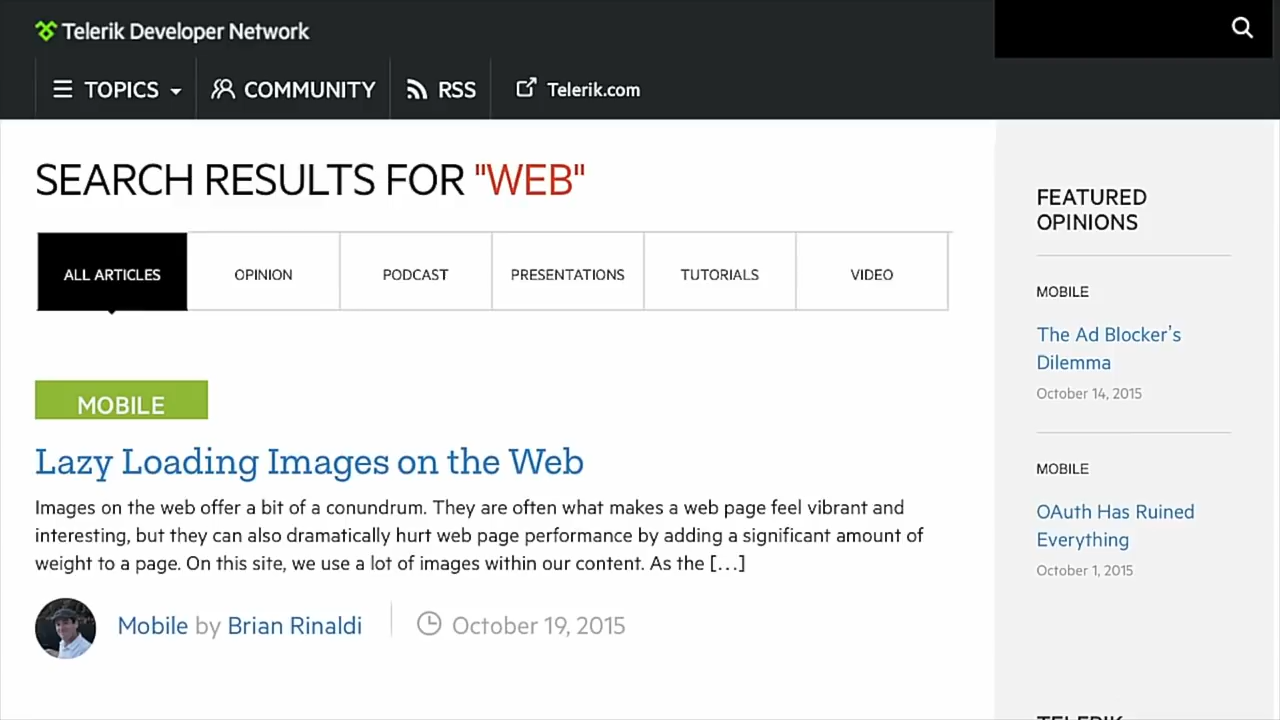 Telerik Developer Network
TOPICS
COMMUNITY
RSS
Telerik.com
SEARCH RESULTS FOR "WEB"
ALL ARTICLES
OPINION
PODCAST
PRESENTATIONS
TUTORIALS
VIDEO
MOBILE
Lazy Loading Images on the Web
Images on the web offer a bit of a conundrum. They are often what makes a web page feel vibrant and
interesting, but they can also dramatically hurt web page performance by adding a significant amount of
weight to a page. On this site, we use a lot of images within our content. As the [...]
Mobile by Brian Rinaldi
October 19, 2015
FEATURED
OPINIONS
MOBILE
The Ad Blocker's
Dilemma
October 14, 2015
MOBILE
OAuth Has Ruined
Everything
October 1, 2015